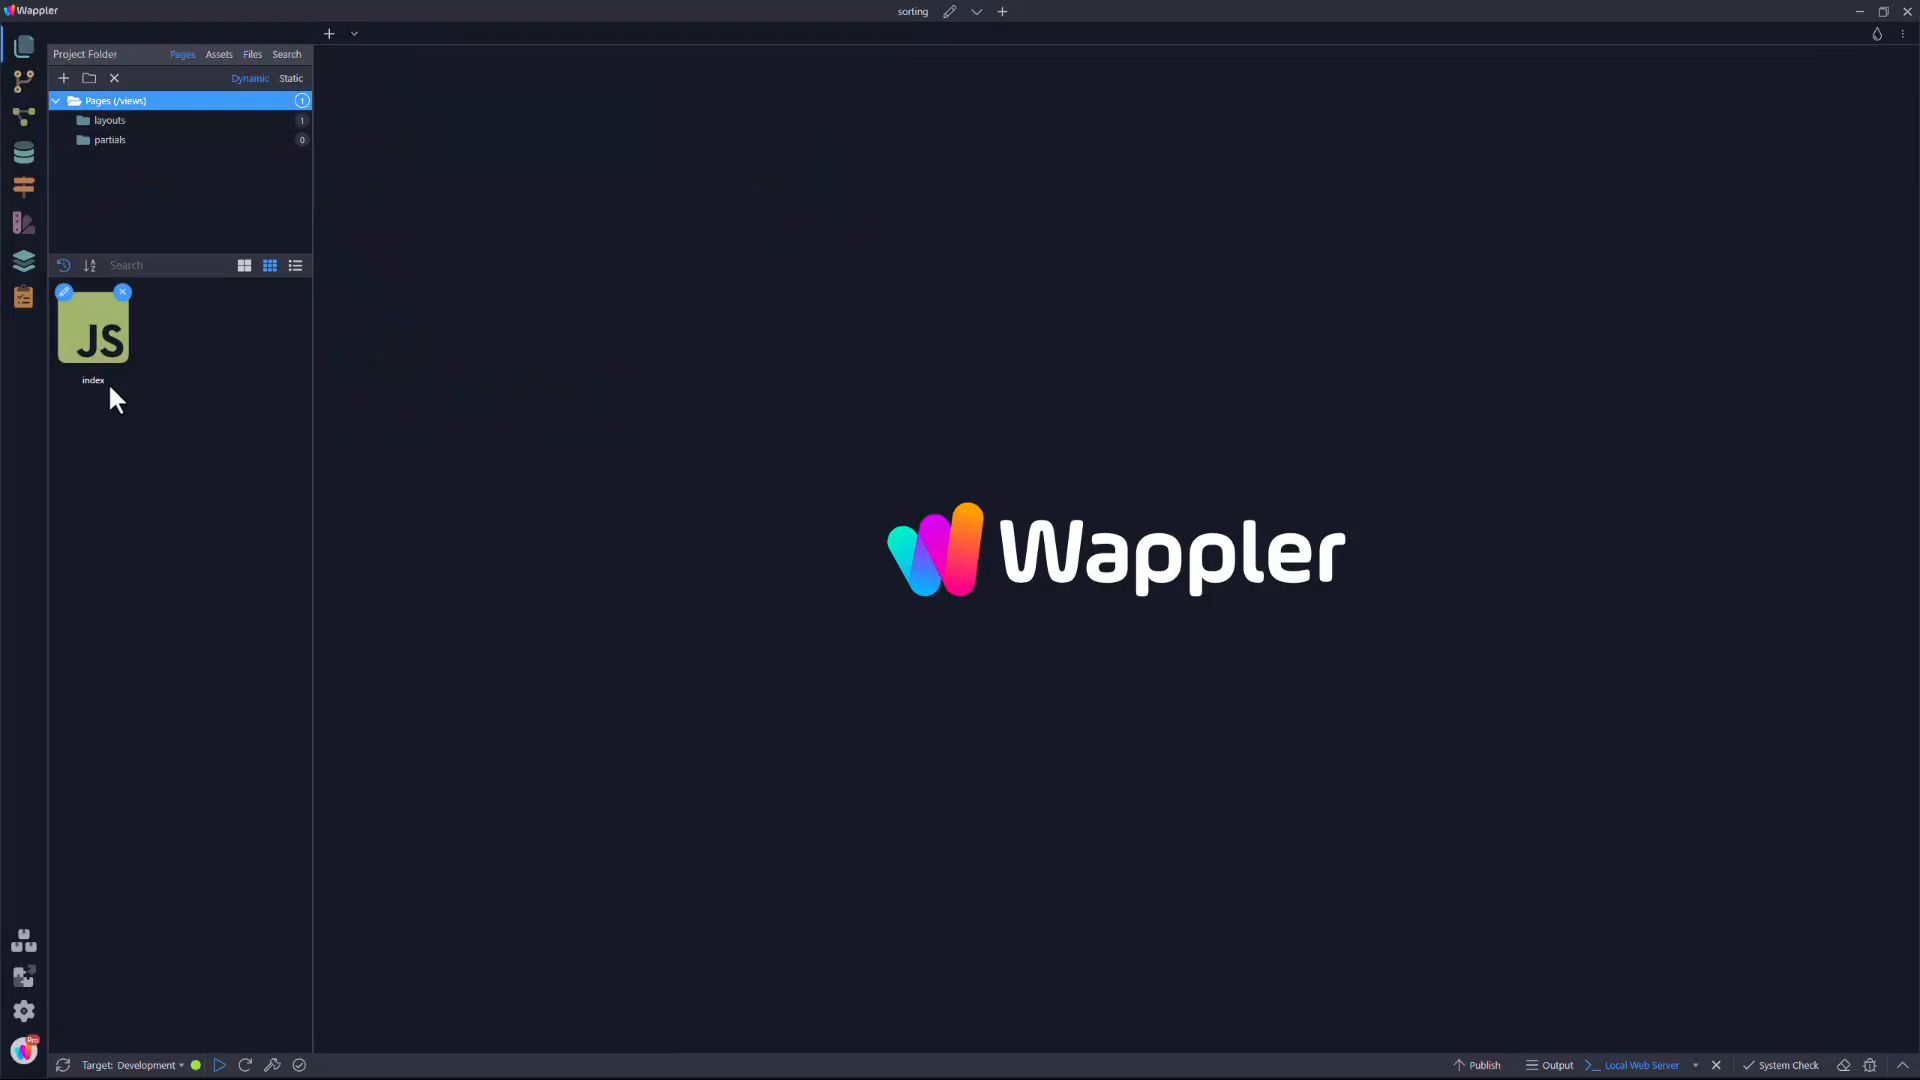 Wappler
sorting
Project Folder
Pages
Assets
Files
Search
Dynamic
Static
Pages (/views)
1
layouts
1
partials
0
Search
JS
index
Wappler
Pro
Target: Development
Publish
Output
Local Web Server
System Check